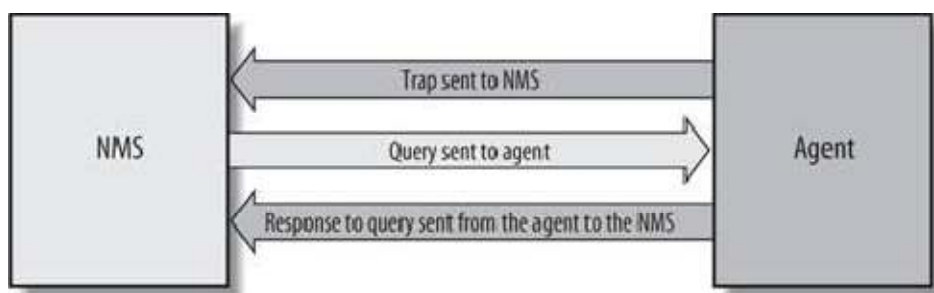 Trap sent to NMS
NMS
Query sent to agent
Agent
Response to query sent from the agent to the NMS